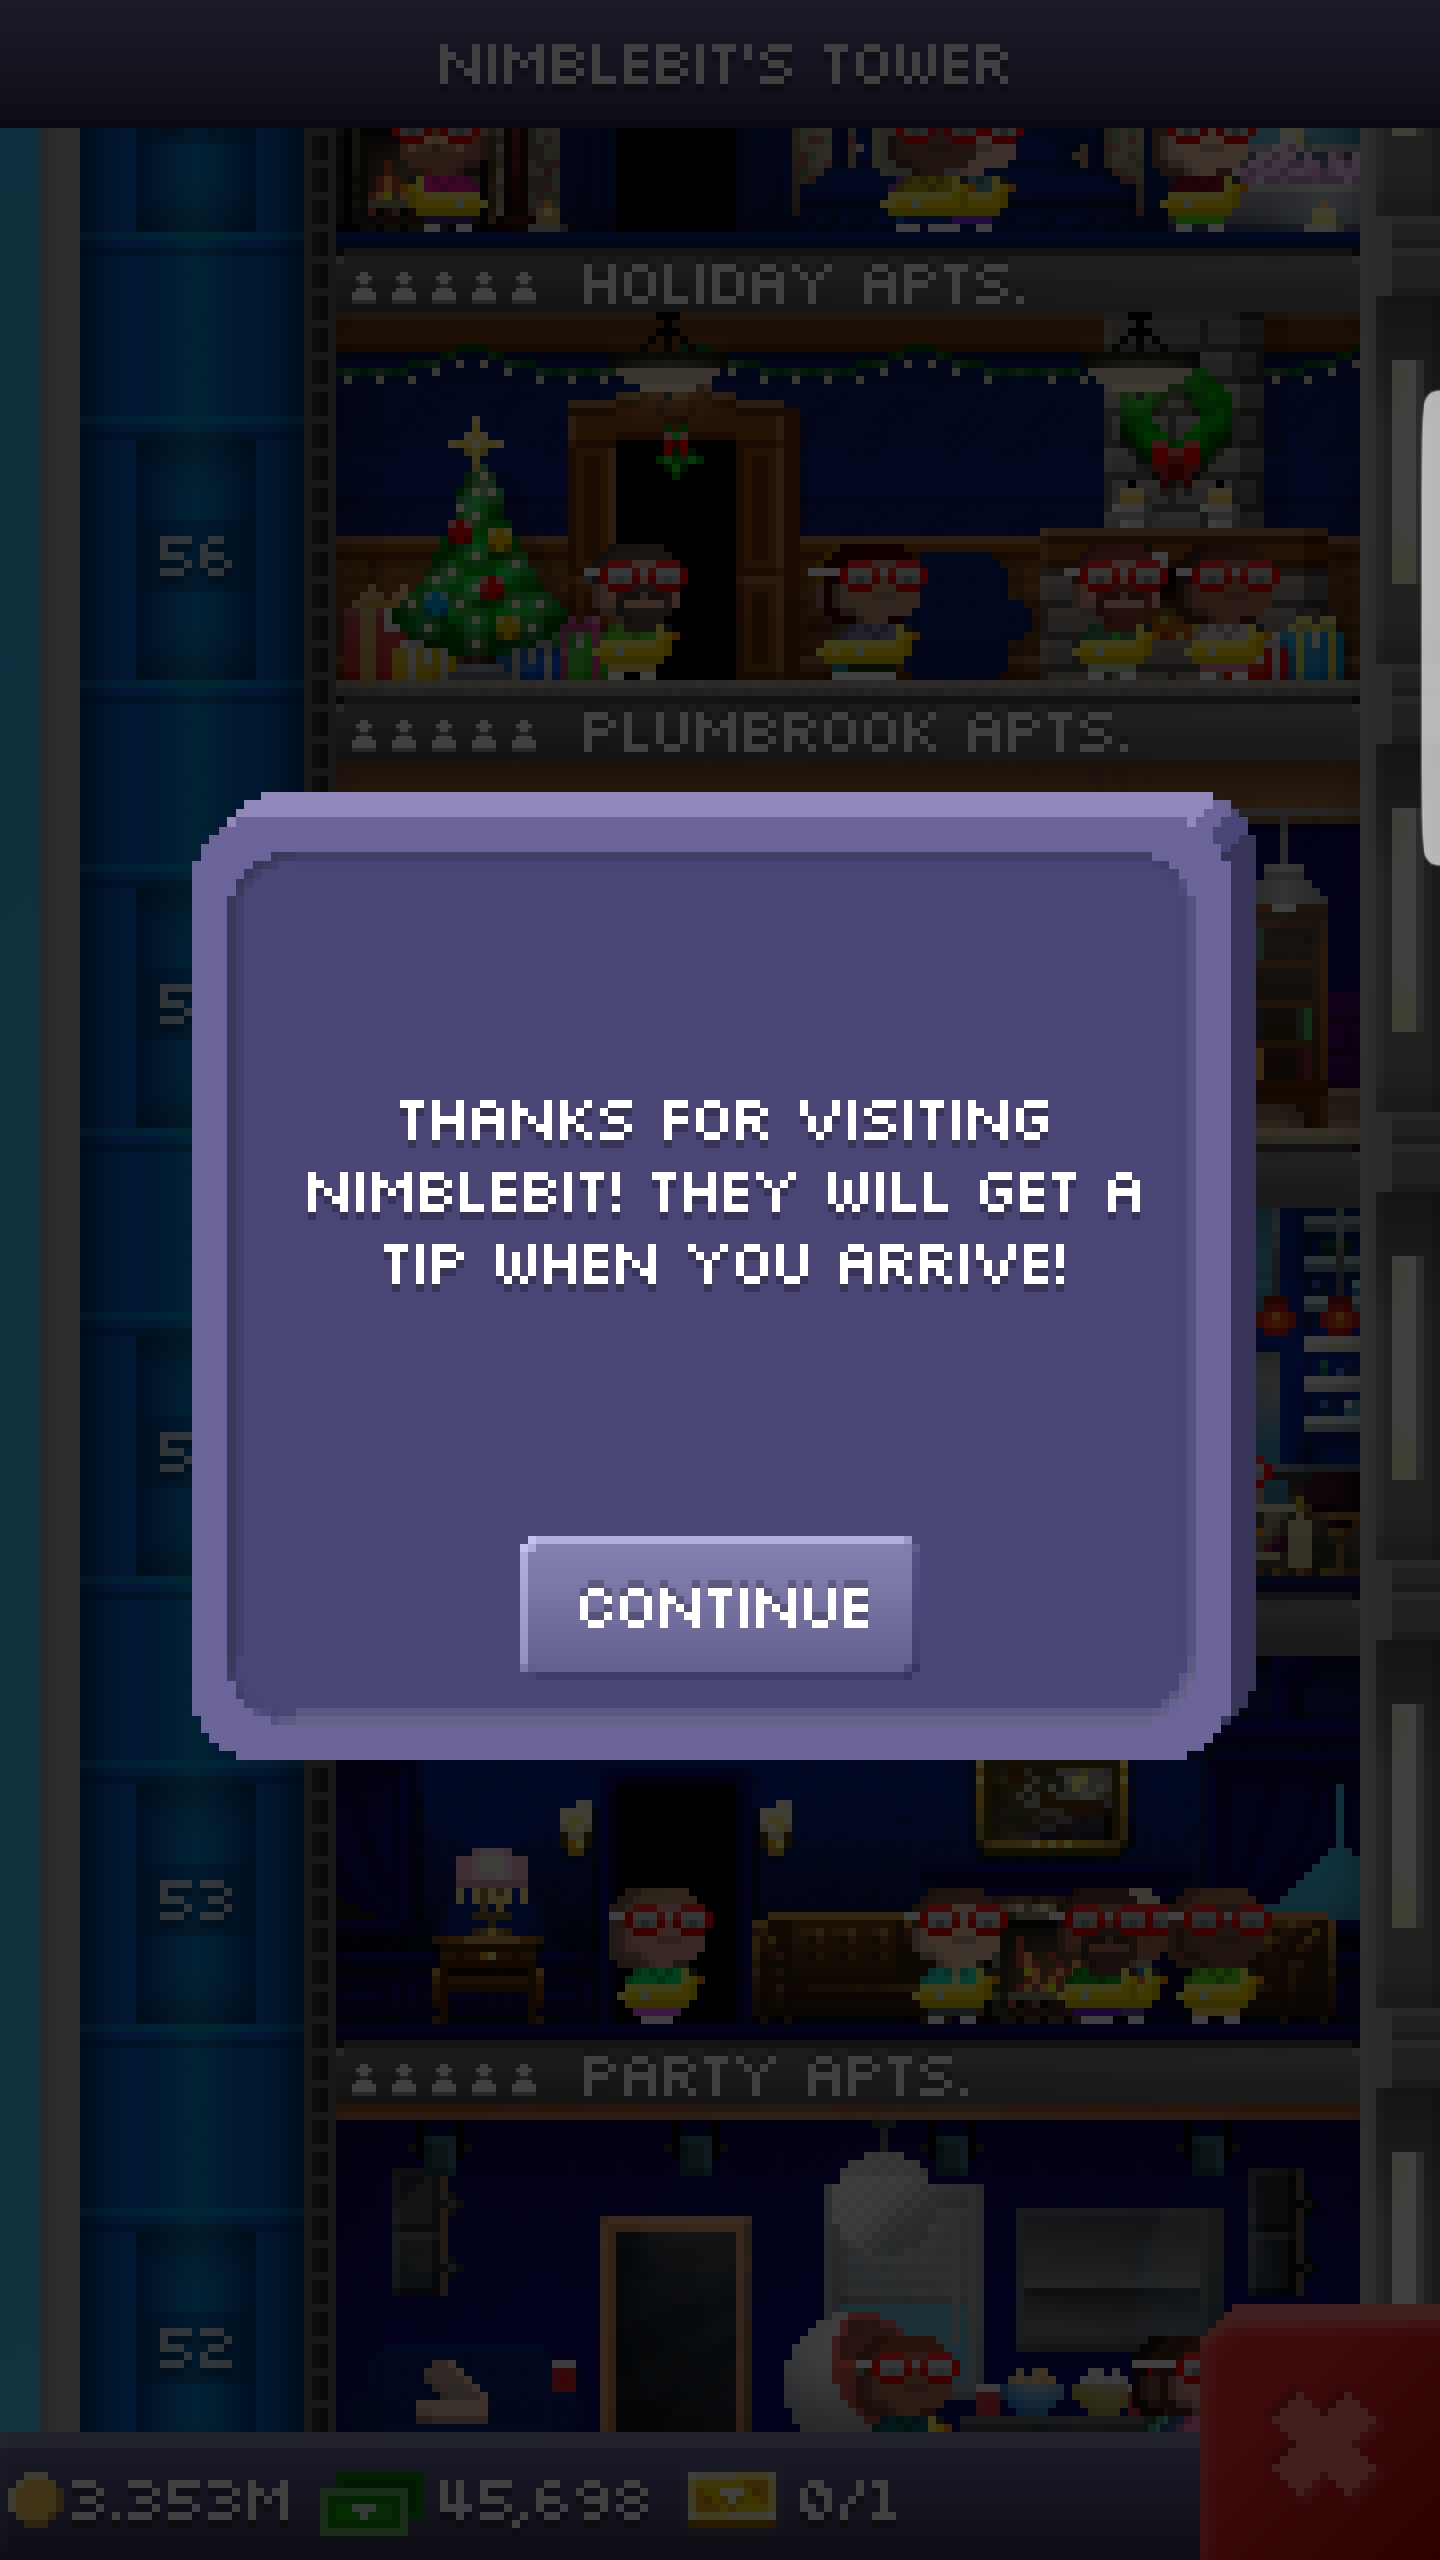 NIMBLEBIT'S TOWER
HOLIDAY APTS.
56
PLUMBROOK APTS.
THANKS FOR VISITING
NIMBLEBIT! THEY WILL GET A
TIP WHEN YOU ARRIVE!
CONTINUE
53
PARTY APTS.
52
3.353M 45,698 0/1